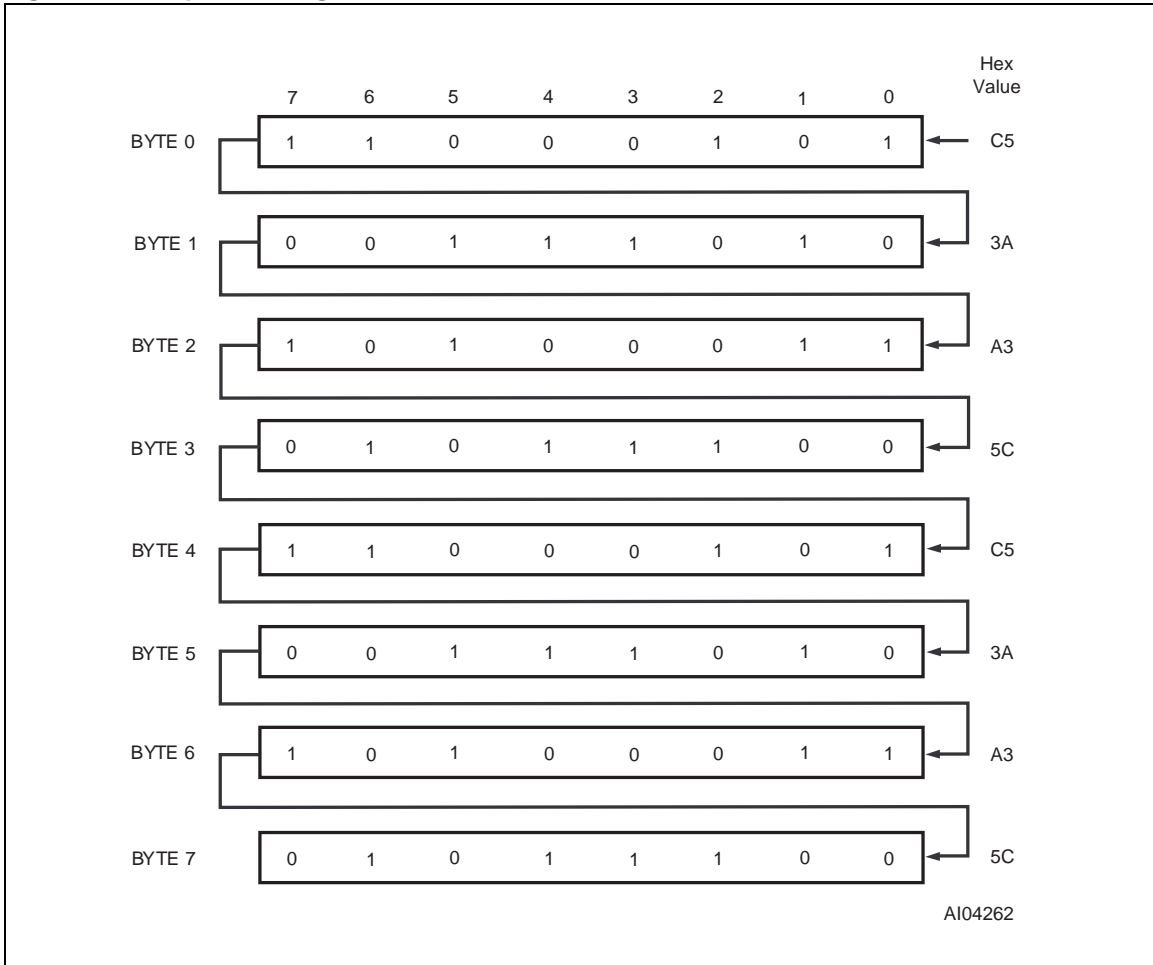 Hex
Value
7 6 5 4 3 2 1 0
BYTE 0 1 1 0 0 0 1 0 1 C5
BYTE 1 0 0 1 1 1 0 1 0 3A
BYTE 2 1 0 1 0 0 0 1 1 A3
BYTE 3 0 1 0 1 1 1 0 0 5C
BYTE 4 1 1 0 0 0 1 0 1 C5
BYTE 5 0 0 1 1 1 0 1 0 3A
BYTE 6 1 0 1 0 0 0 1 1 A3
BYTE 7 0 1 0 1 1 1 0 0 5C
AI04262